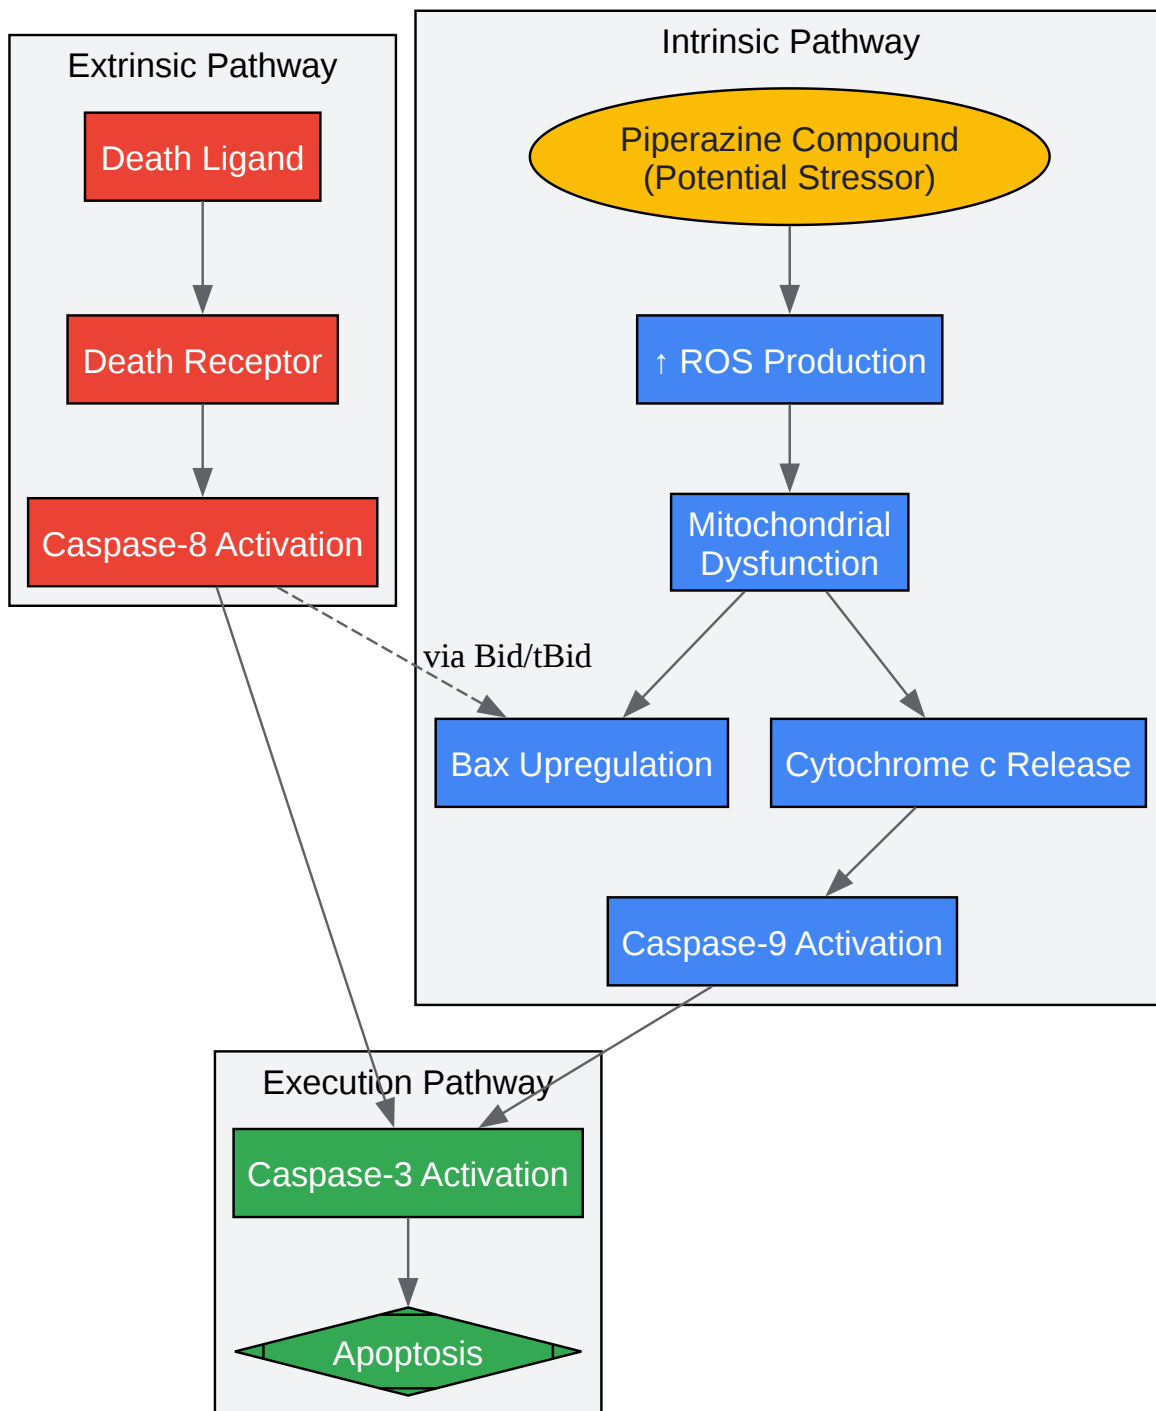 Extrinsic Pathway
Death Ligand
Death Receptor
Caspase-8 Activation
Intrinsic Pathway
Piperazine Compound
(Potential Stressor)
↑ ROS Production
Mitochondrial
Dysfunction
via Bid/tBid
Bax Upregulation
Cytochrome c Release
Caspase-9 Activation
Execution Pathway
Caspase-3 Activation
Apoptosis